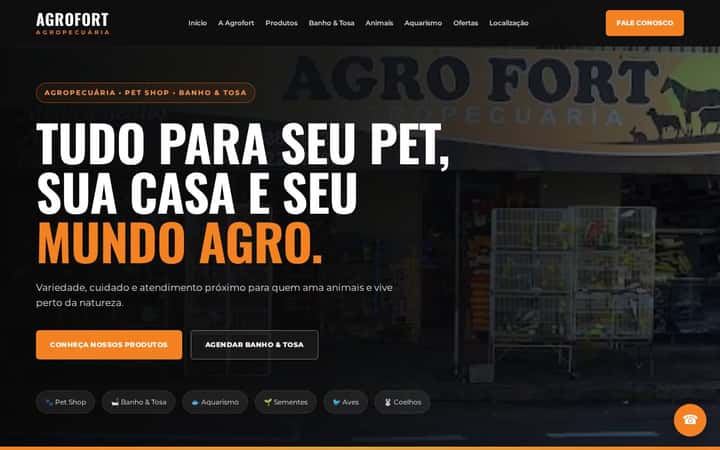 AGROFORT
AGROPECUÁRIA
Início A Agrofort Produtos Banho & Tosa Animais Aquarismo Ofertas Localização
FALE CONOSCO
AGRO FORT
AGROPECUÁRIA
AGROPECUÁRIA • PET SHOP • BANHO & TOSA
TUDO PARA SEU PET,
SUA CASA E SEU
MUNDO AGRO.
Variedade, cuidado e atendimento próximo para quem ama animais e vive
perto da natureza.
CONHEÇA NOSSOS PRODUTOS
AGENDAR BANHO & TOSA
Pet Shop
Banho & Tosa
Aquarismo
Sementes
Aves
Coelhos